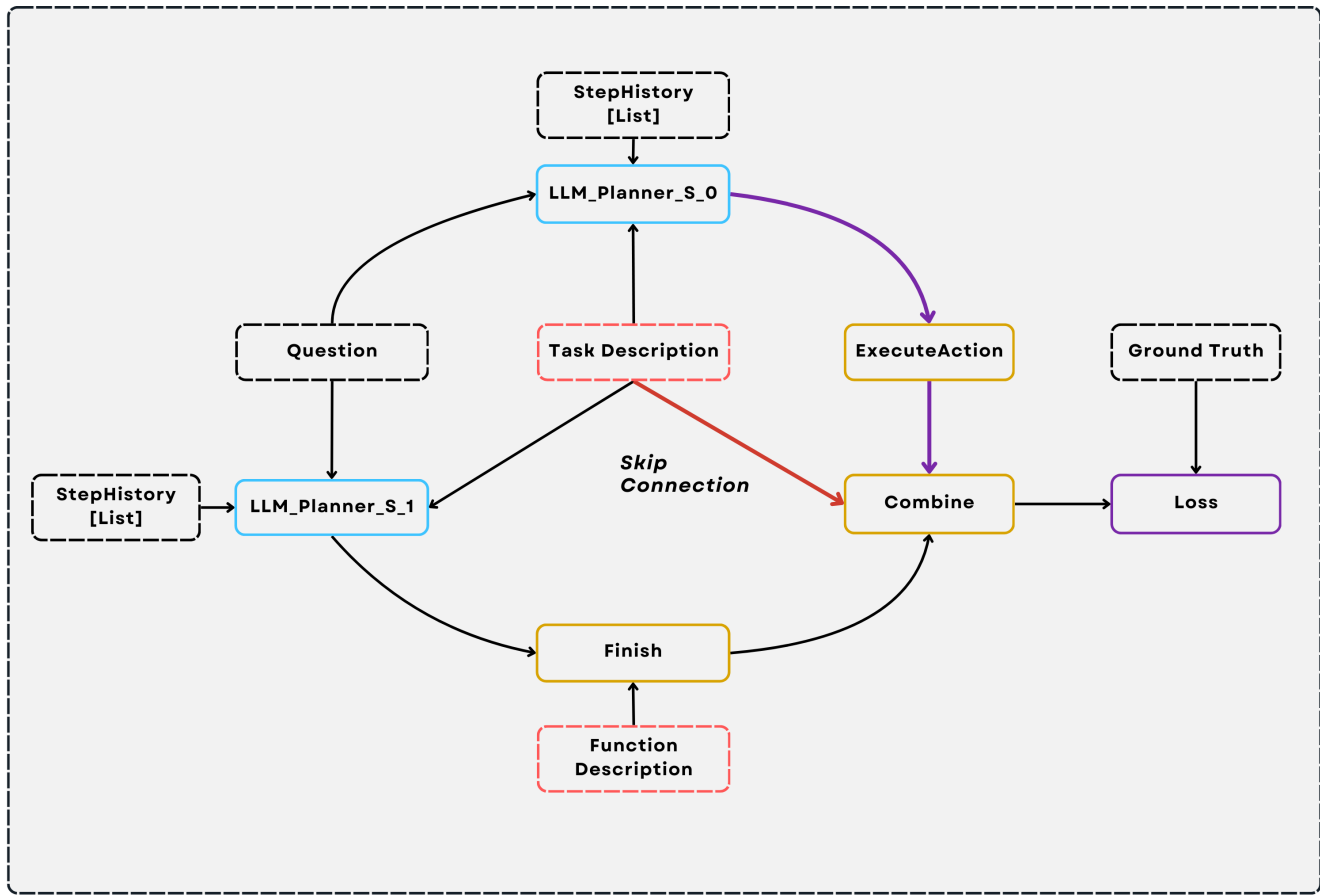 StepHistory
[List]
LLM_Planner_S_0
Question
Task Description
ExecuteAction
Ground Truth
Skip
Connection
StepHistory
[List]
LLM_Planner_S_1
Combine
Loss
Finish
Function
Description